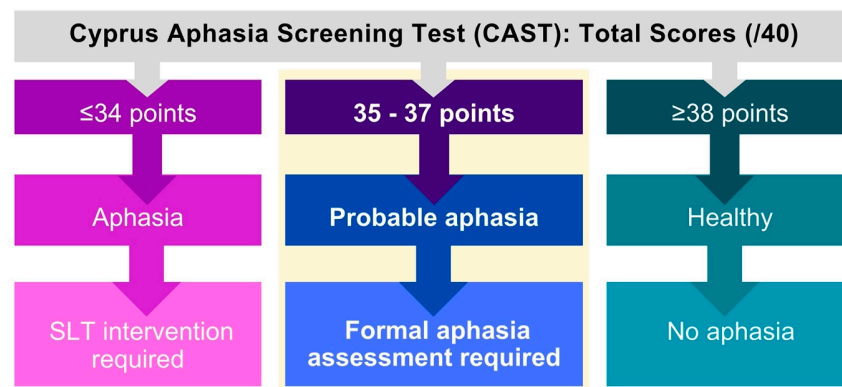 Cyprus Aphasia Screening Test (CAST): Total Scores (/40)
≤34 points
35 - 37 points
≥38 points
Aphasia
Probable aphasia
Healthy
SLT intervention
required
Formal aphasia
assessment required
No aphasia